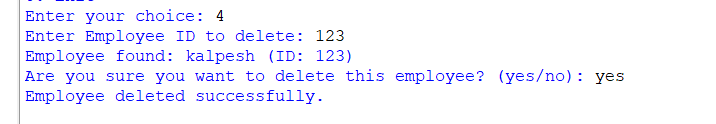 Enter your choice: 4
Enter Employee ID to delete: 123
Employee found: kalpesh (ID: 123)
Are you sure you want to delete this employee? (yes/no): yes
Employee deleted successfully.